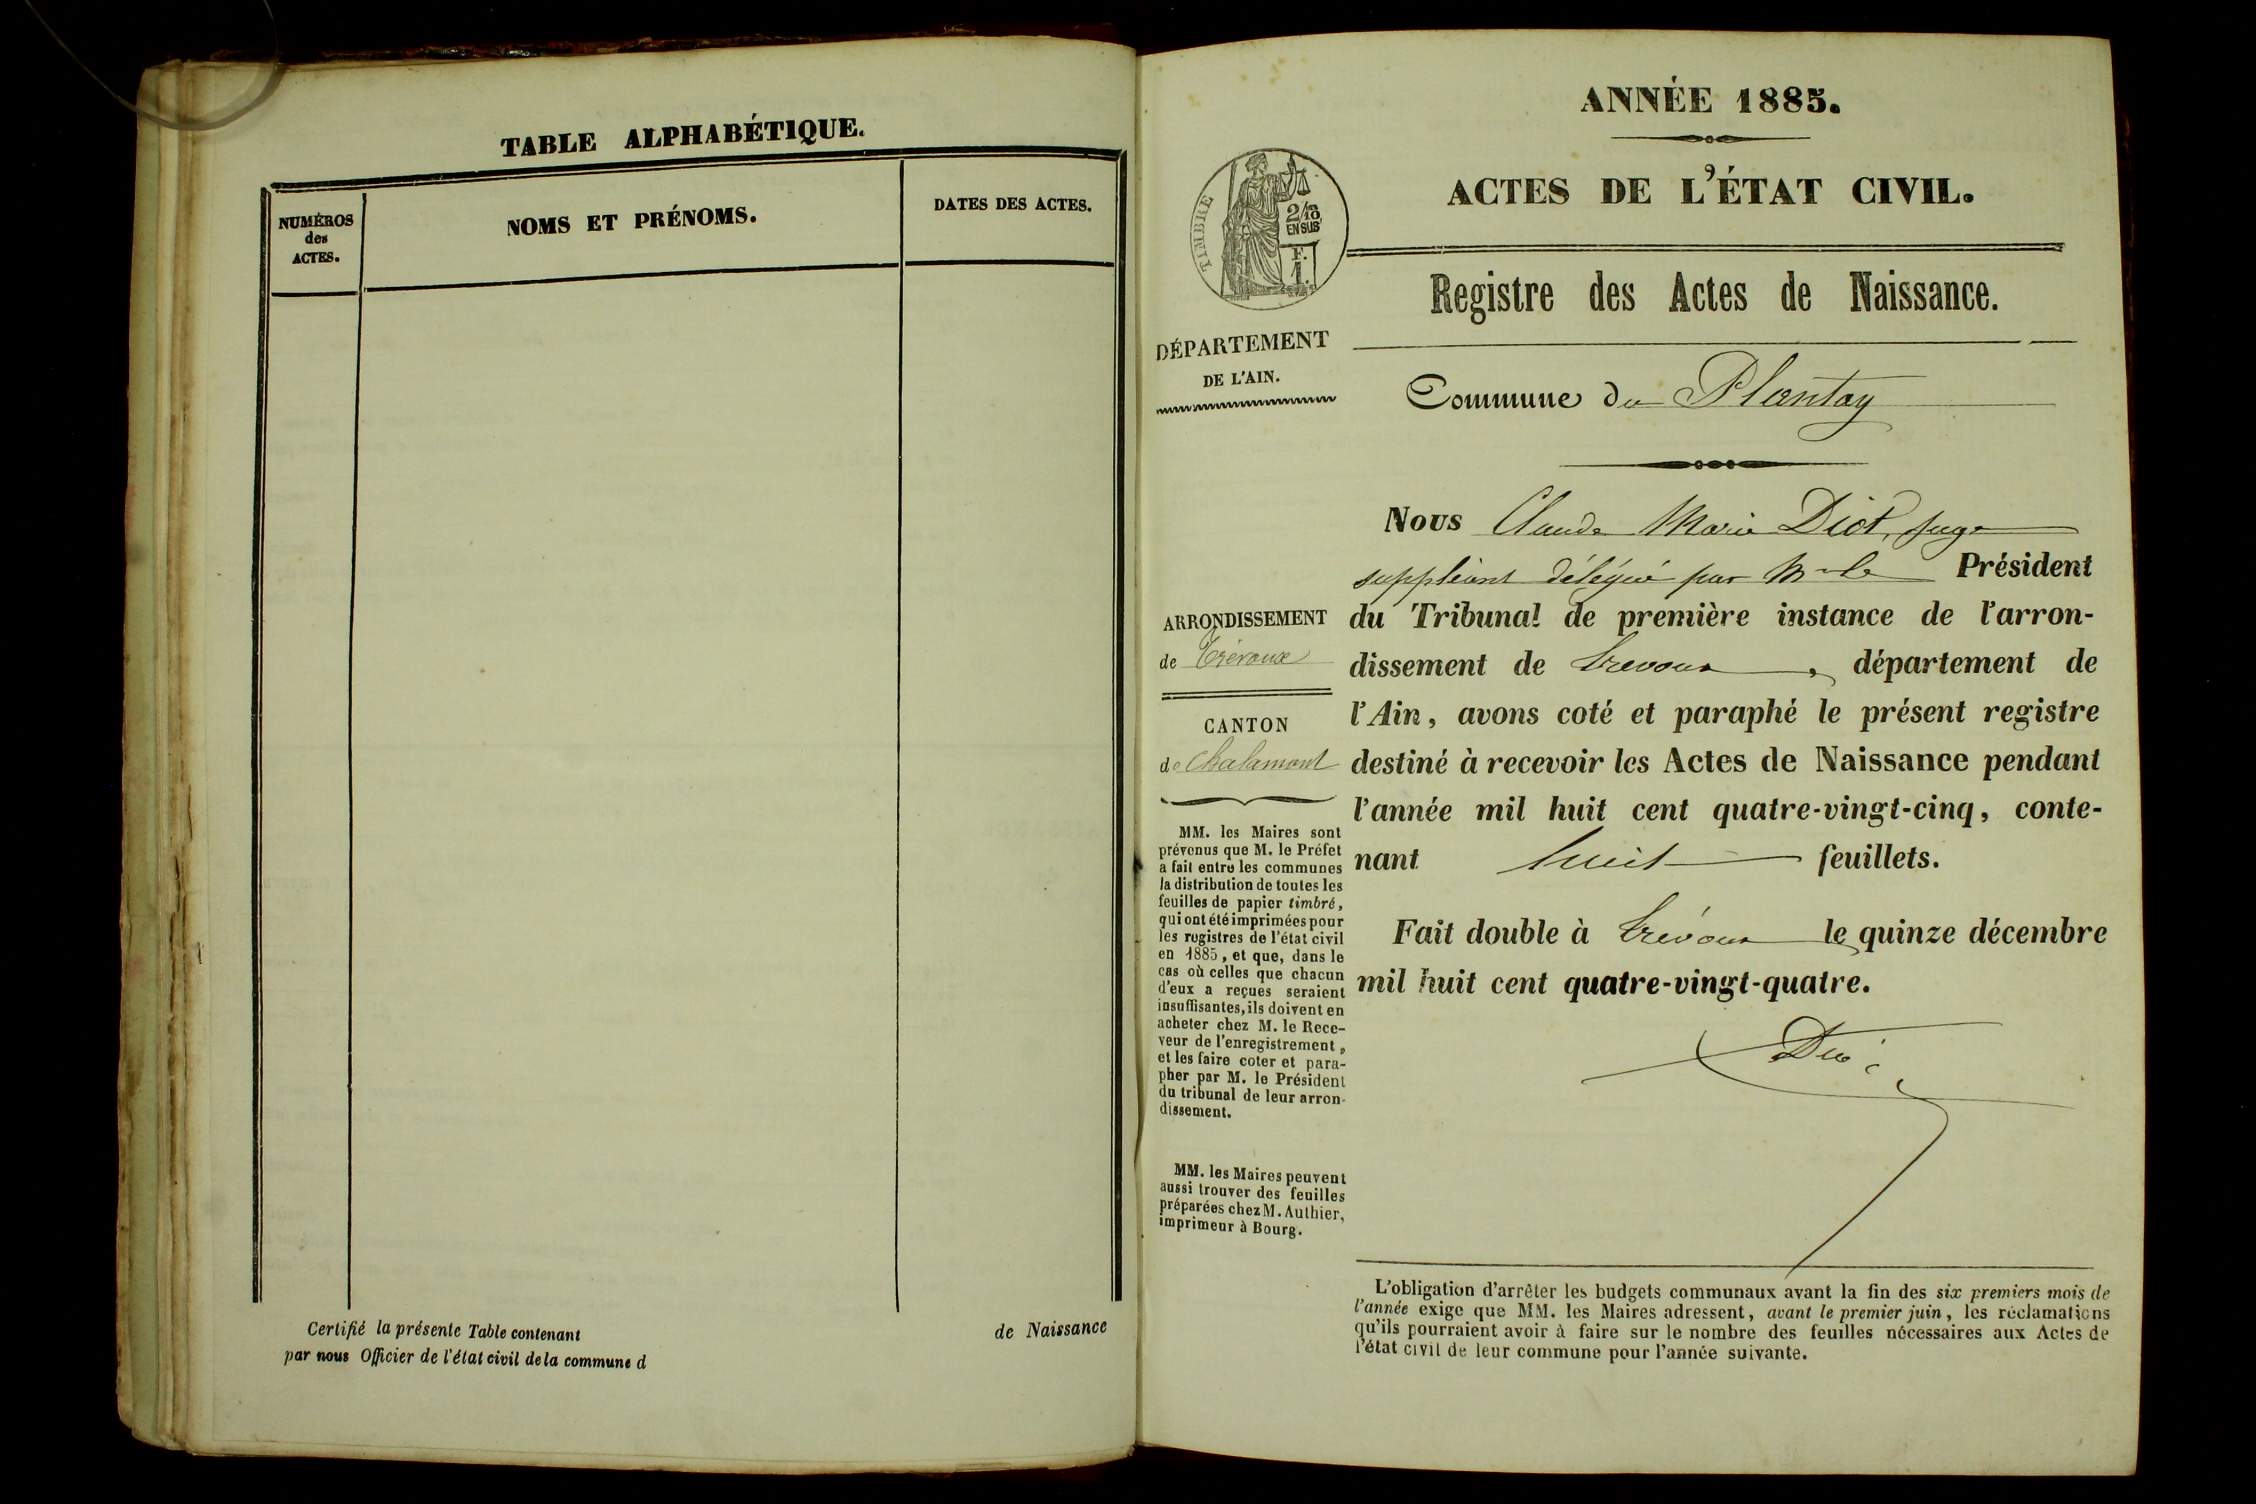 TABLE ALPHABÉTIQUE.
NUMÉROS
des
ACTES.
NOMS ET PRÉNOMS.
DATES DES ACTES.
Certifié la présente Table contenant de Naissance
par nous Officier de l'état civil de la commune d
ANNÉE 1885.
ACTES DE L'ÉTAT CIVIL.
TIMBRE
2/10
EN SUS
F.
1.
Registre des Actes de Naissance.
DÉPARTEMENT
DE L'AIN.
Commune du Plantay
Nous Claude Marie Diot, juge
suppléant délégué par Mr le Président
du Tribunal de première instance de l'arron-
dissement de Trevoux, département de
l'Ain, avons coté et paraphé le présent registre
destiné à recevoir les Actes de Naissance pendant
l'année mil huit cent quatre-vingt-cinq, conte-
nant huit feuillets.
Fait double à Trévoux le quinze décembre
mil huit cent quatre-vingt-quatre.
ARRONDISSEMENT
de Trévoux
CANTON
de Chalamont
MM. les Maires sont
prévenus que M. le Préfet
a fait entre les communes
la distribution de toutes les
feuilles de papier timbré,
qui ont été imprimées pour
les registres de l'état civil
en 1885, et que, dans le
cas où celles que chacun
d'eux a reçues seraient
insuffisantes, ils doivent en
acheter chez M. le Rece-
veur de l'enregistrement,
et les faire coter et para-
pher par M. le Président
du tribunal de leur arron-
dissement.
MM. les Maires peuvent
aussi trouver des feuilles
préparées chez M. Authier,
imprimeur à Bourg.
L'obligation d'arrêter les budgets communaux avant la fin des six premiers mois de
l'année exige que MM. les Maires adressent, avant le premier juin, les réclamations
qu'ils pourraient avoir à faire sur le nombre des feuilles nécessaires aux Actes de
l'état civil de leur commune pour l'année suivante.